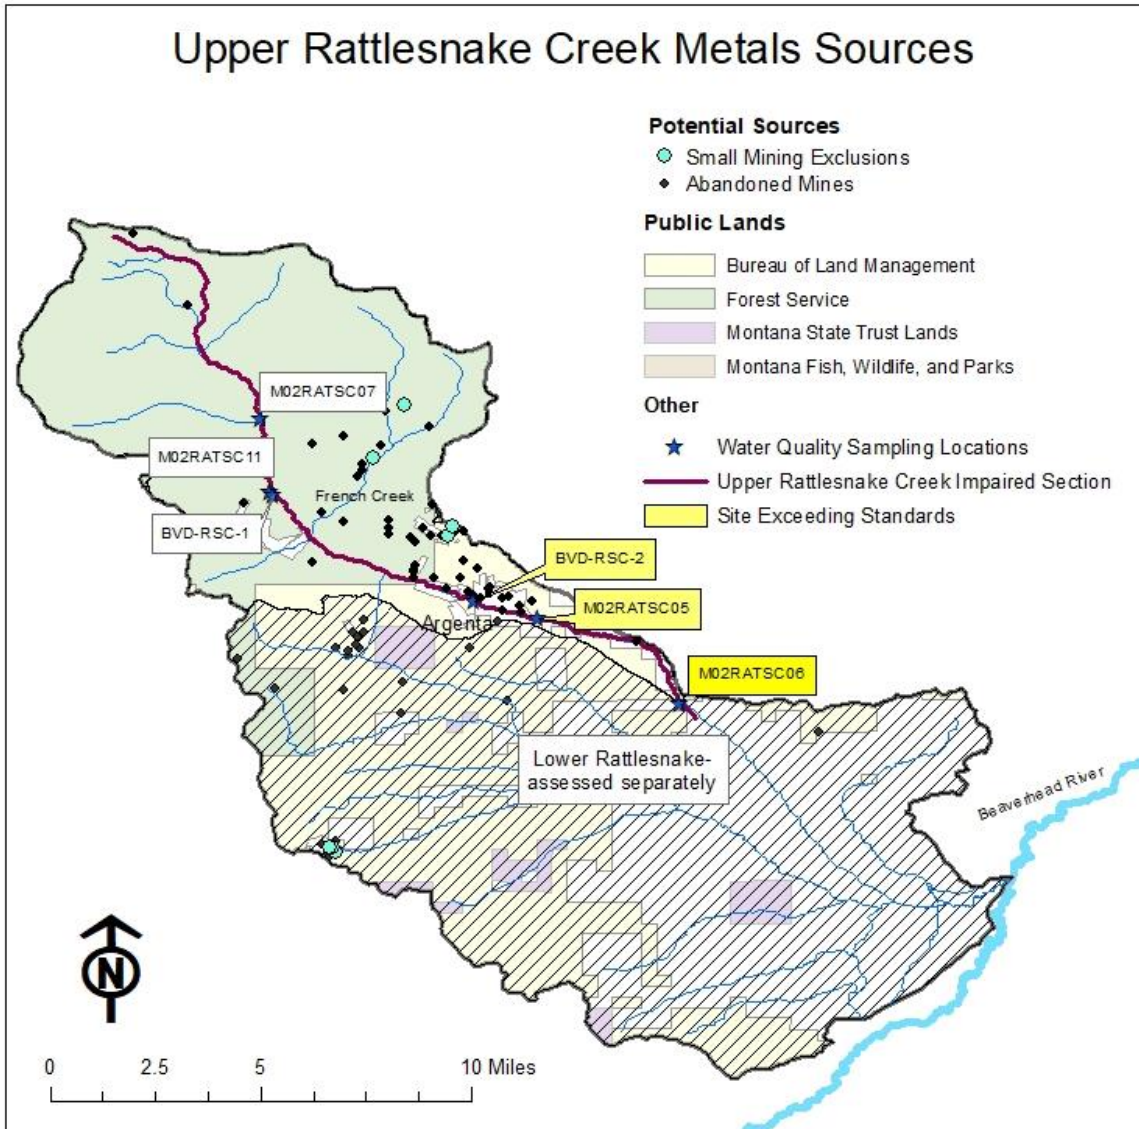 Upper Rattlesnake Creek Metals Sources
Potential Sources
Small Mining Exclusions
Abandoned Mines
Public Lands
Bureau of Land Management
Forest Service
Montana State Trust Lands
Montana Fish, Wildlife, and Parks
Other
Water Quality Sampling Locations
Upper Rattlesnake Creek Impaired Section
Site Exceeding Standards
M02RATSC07
M02RATSC11
French Creek
BVD-RSC-1
BVD-RSC-2
M02RATSC05
Argenta
M02RATSC06
Lower Rattlesnake-
assessed separately
Beaverhead River
N
0 2.5 5 10 Miles